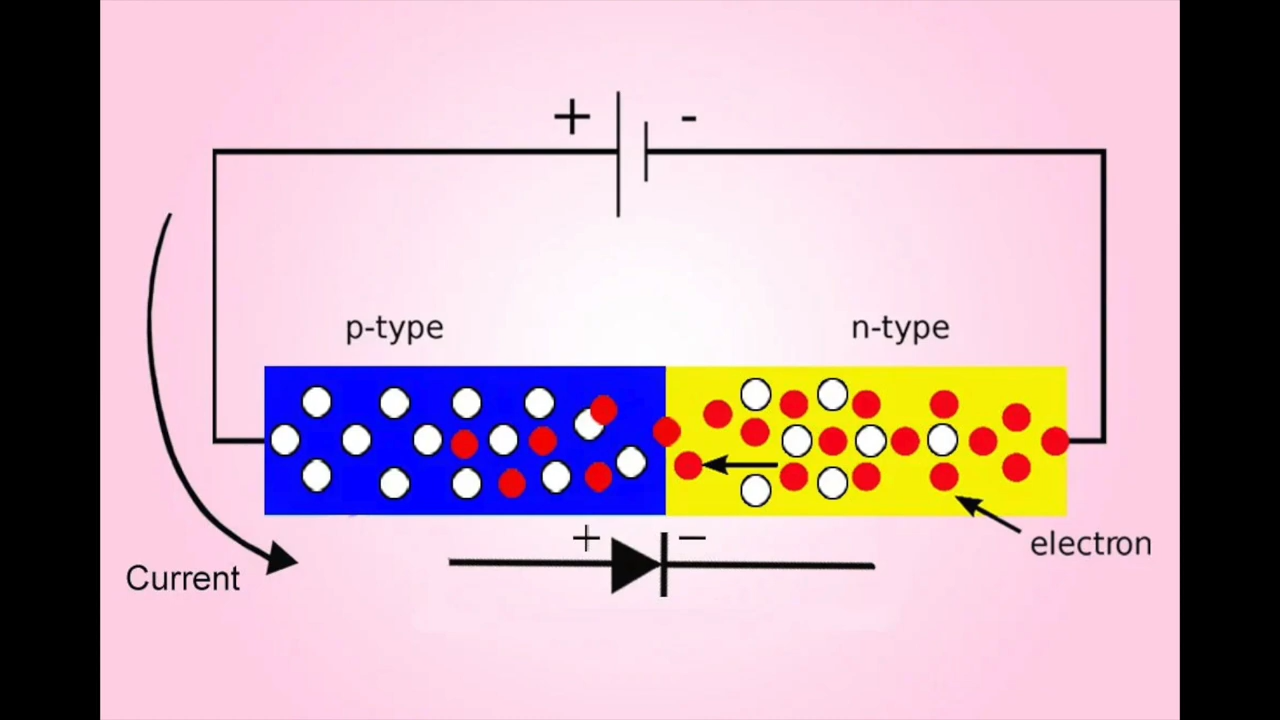 + -
p-type n-type
electron
+ −
Current